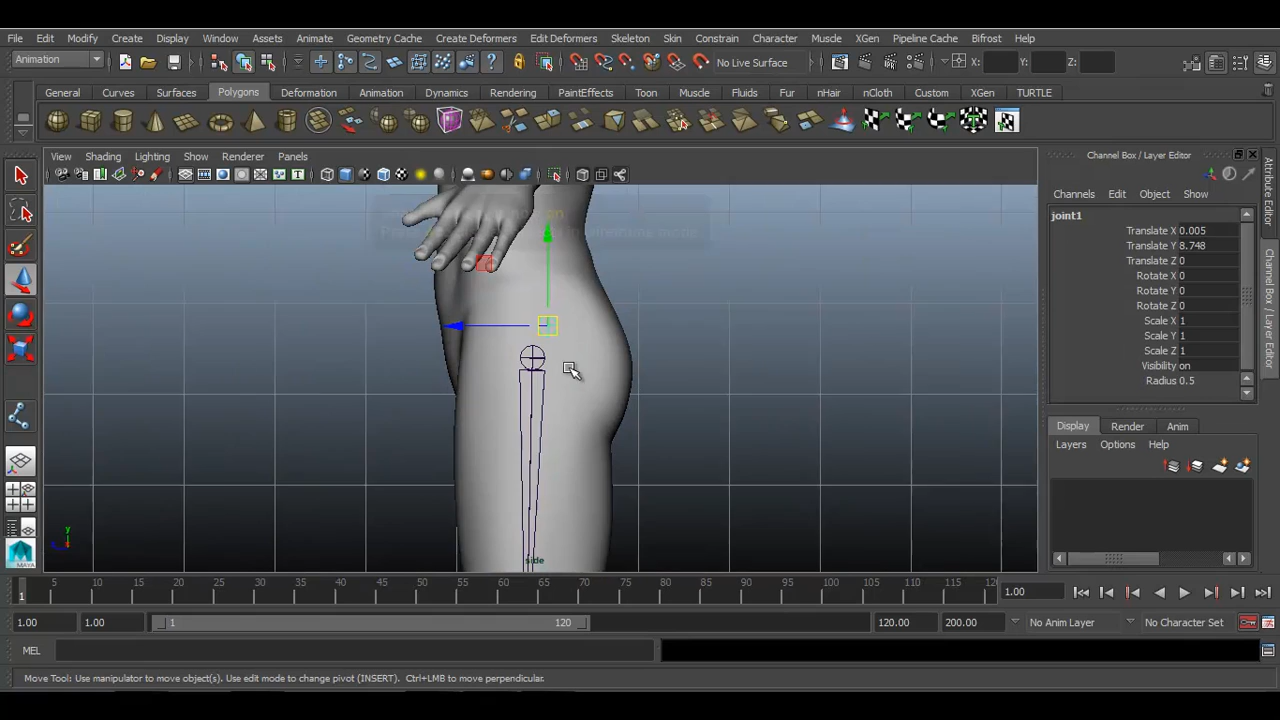 File Edit Modify Create Display Window Assets Animate Geometry Cache Create Deformers Edit Deformers Skeleton Skin Constrain Character Muscle XGen Pipeline Cache Bifrost Help
Animation No Live Surface X: Y: Z:
General Curves Surfaces Polygons Deformation Animation Dynamics Rendering PaintEffects Toon Muscle Fluids Fur nHair nCloth Custom XGen TURTLE
View Shading Lighting Show Renderer Panels
Channel Box / Layer Editor
Channels Edit Object Show
joint1
Translate X 0.005
Translate Y 8.748
Translate Z 0
Rotate X 0
Rotate Y 0
Rotate Z 0
Scale X 1
Scale Y 1
Scale Z 1
Visibility on
Radius 0.5
Attribute Editor
Channel Box / Layer Editor
Display Render Anim
Layers Options Help
y
side
MAYA
5 10 15 20 25 30 35 40 45 50 55 60 65 70 75 80 85 90 95 100 105 110 115 12
1 1.00
1.00 1.00 1 120 120.00 200.00 No Anim Layer No Character Set
MEL
Move Tool: Use manipulator to move object(s). Use edit mode to change pivot (INSERT). Ctrl+LMB to move perpendicular.